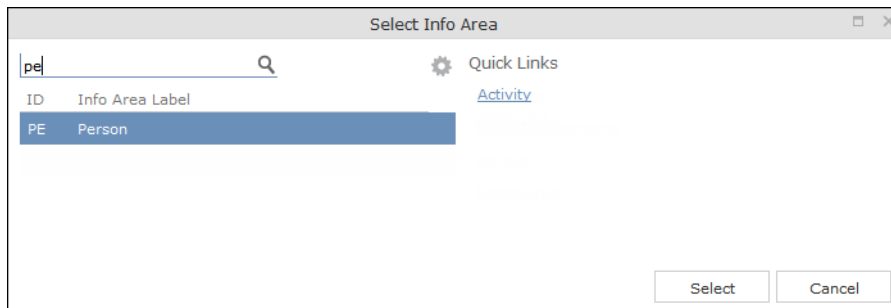 Select Info Area
pe
Quick Links
ID Info Area Label
Activity
PE Person
Select Cancel